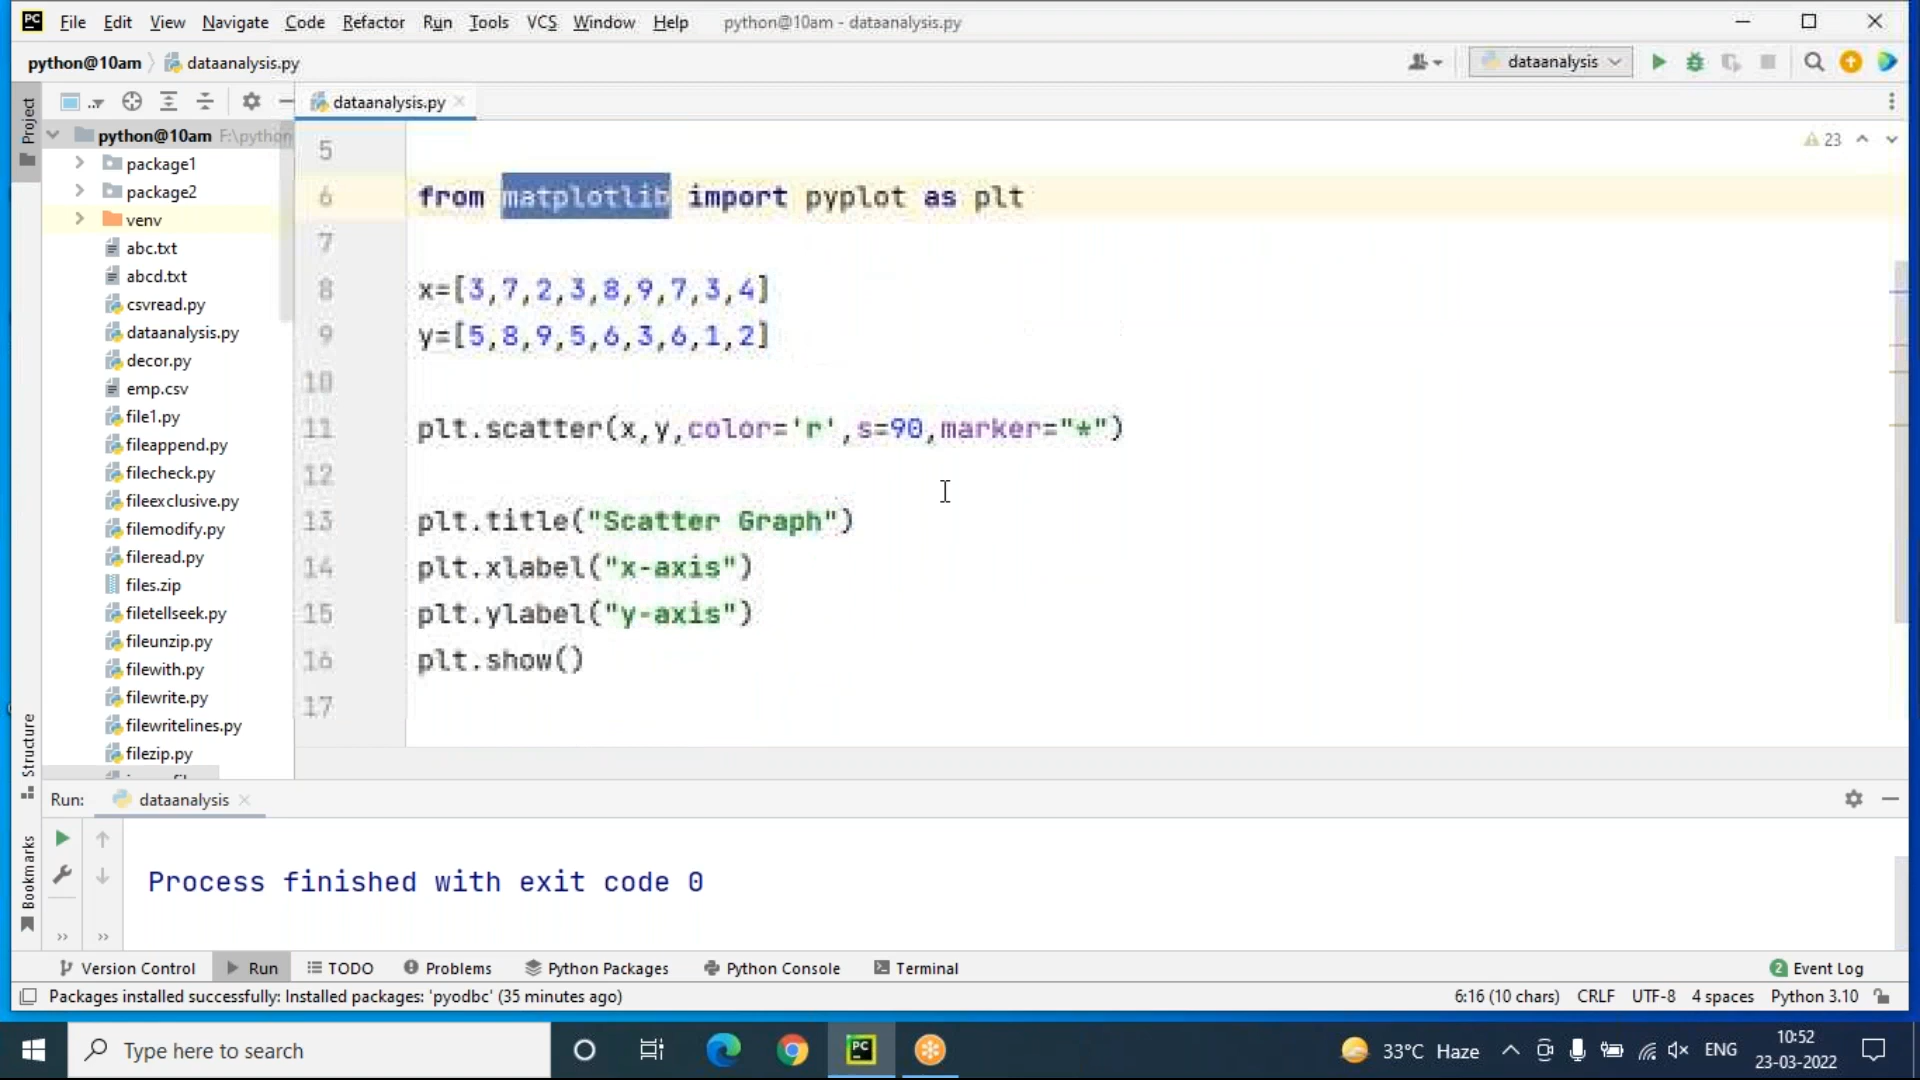 PC File Edit View Navigate Code Refactor Run Tools VCS Window Help python@10am - dataanalysis.py
python@10am dataanalysis.py dataanalysis
Project
dataanalysis.py
23
python@10am F:\python
package1
package2
venv
abc.txt
abcd.txt
csvread.py
dataanalysis.py
decor.py
emp.csv
file1.py
fileappend.py
filecheck.py
fileexclusive.py
filemodify.py
fileread.py
files.zip
filetellseek.py
fileunzip.py
filewith.py
filewrite.py
filewritelines.py
filezip.py
5
6 from matplotlib import pyplot as plt
7
8 x=[3,7,2,3,8,9,7,3,4]
9 y=[5,8,9,5,6,3,6,1,2]
10
11 plt.scatter(x,y,color='r',s=90,marker="*")
12
13 plt.title("Scatter Graph")
14 plt.xlabel("x-axis")
15 plt.ylabel("y-axis")
16 plt.show()
17
Structure
Bookmarks
Run: dataanalysis
Process finished with exit code 0
Version Control Run TODO Problems Python Packages Python Console Terminal 2 Event Log
Packages installed successfully: Installed packages: 'pyodbc' (35 minutes ago) 6:16 (10 chars) CRLF UTF-8 4 spaces Python 3.10
Type here to search PC 33°C Haze ENG 10:52
23-03-2022